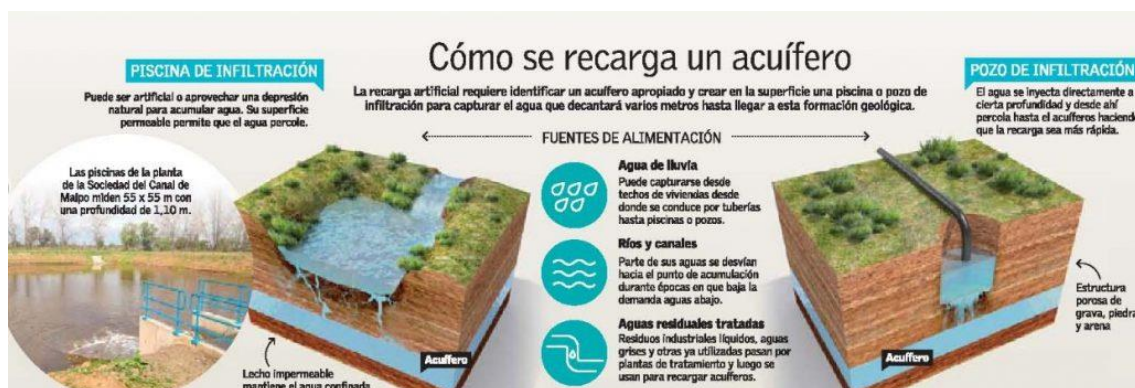 Cómo se recarga un acuífero
La recarga artificial requiere identificar un acuífero apropiado y crear en la superficie una piscina o pozo de
infiltración para capturar el agua que decantará varios metros hasta llegar a esta formación geológica.
PISCINA DE INFILTRACIÓN
Puede ser artificial o aprovechar una depresión
natural para acumular agua. Su superficie
permeable permite que el agua percole.
Las piscinas de la planta
de la Sociedad del Canal de
Maipo miden 55 x 55 m con
una profundidad de 1,10 m.
Lecho impermeable
mantiene el agua confinada
Acuífero
FUENTES DE ALIMENTACIÓN
Agua de lluvia
Puede capturarse desde
techos de viviendas desde
donde se conduce por tuberías
hasta piscinas o pozos.
Ríos y canales
Parte de sus aguas se desvían
hacia el punto de acumulación
durante épocas en que baja la
demanda aguas abajo.
Aguas residuales tratadas
Residuos industriales líquidos, aguas
grises y otras ya utilizadas pasan por
plantas de tratamiento y luego se
usan para recargar acuíferos.
POZO DE INFILTRACIÓN
El agua se inyecta directamente a
cierta profundidad y desde ahí
percola hasta el acuíferos haciendo
que la recarga sea más rápida.
Estructura
porosa de
grava, piedra
y arena
Acuífero